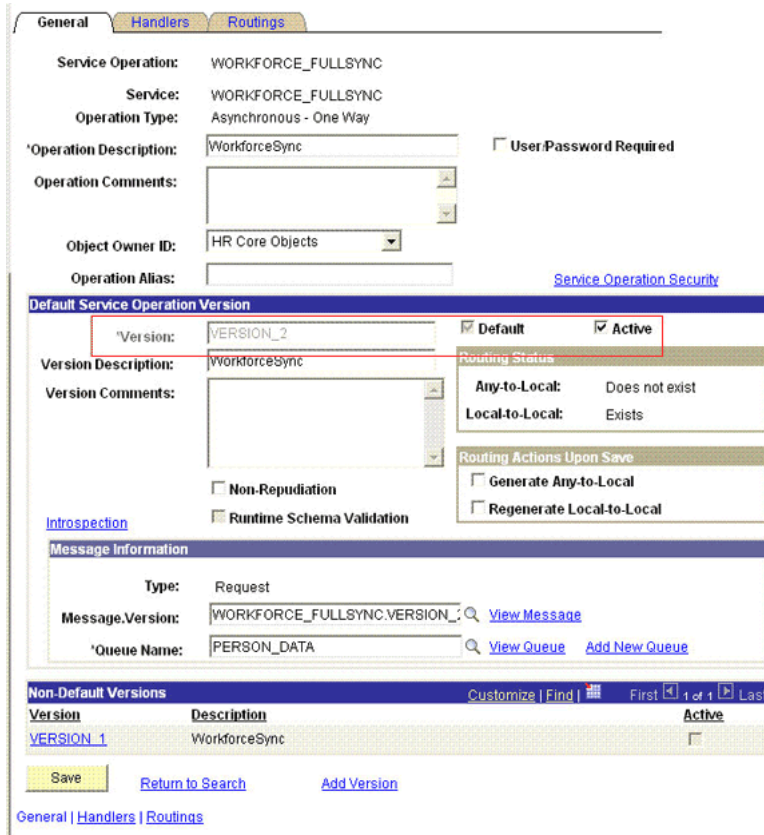 General Handlers Routings
Service Operation: WORKFORCE_FULLSYNC
Service: WORKFORCE_FULLSYNC
Operation Type: Asynchronous - One Way
*Operation Description: WorkforceSync User/Password Required
Operation Comments:
Object Owner ID: HR Core Objects
Operation Alias: Service Operation Security
Default Service Operation Version
*Version: VERSION_2 Default Active
Version Description: WorkforceSync Routing Status
Version Comments: Any-to-Local: Does not exist
Local-to-Local: Exists
Routing Actions Upon Save
Generate Any-to-Local
Non-Repudiation Regenerate Local-to-Local
Introspection Runtime Schema Validation
Message Information
Type: Request
Message.Version: WORKFORCE_FULLSYNC.VERSION_ View Message
*Queue Name: PERSON_DATA View Queue Add New Queue
Non-Default Versions Customize | Find | First 1 of 1 Last
Version Description Active
VERSION_1 WorkforceSync
Save Return to Search Add Version
General | Handlers | Routings